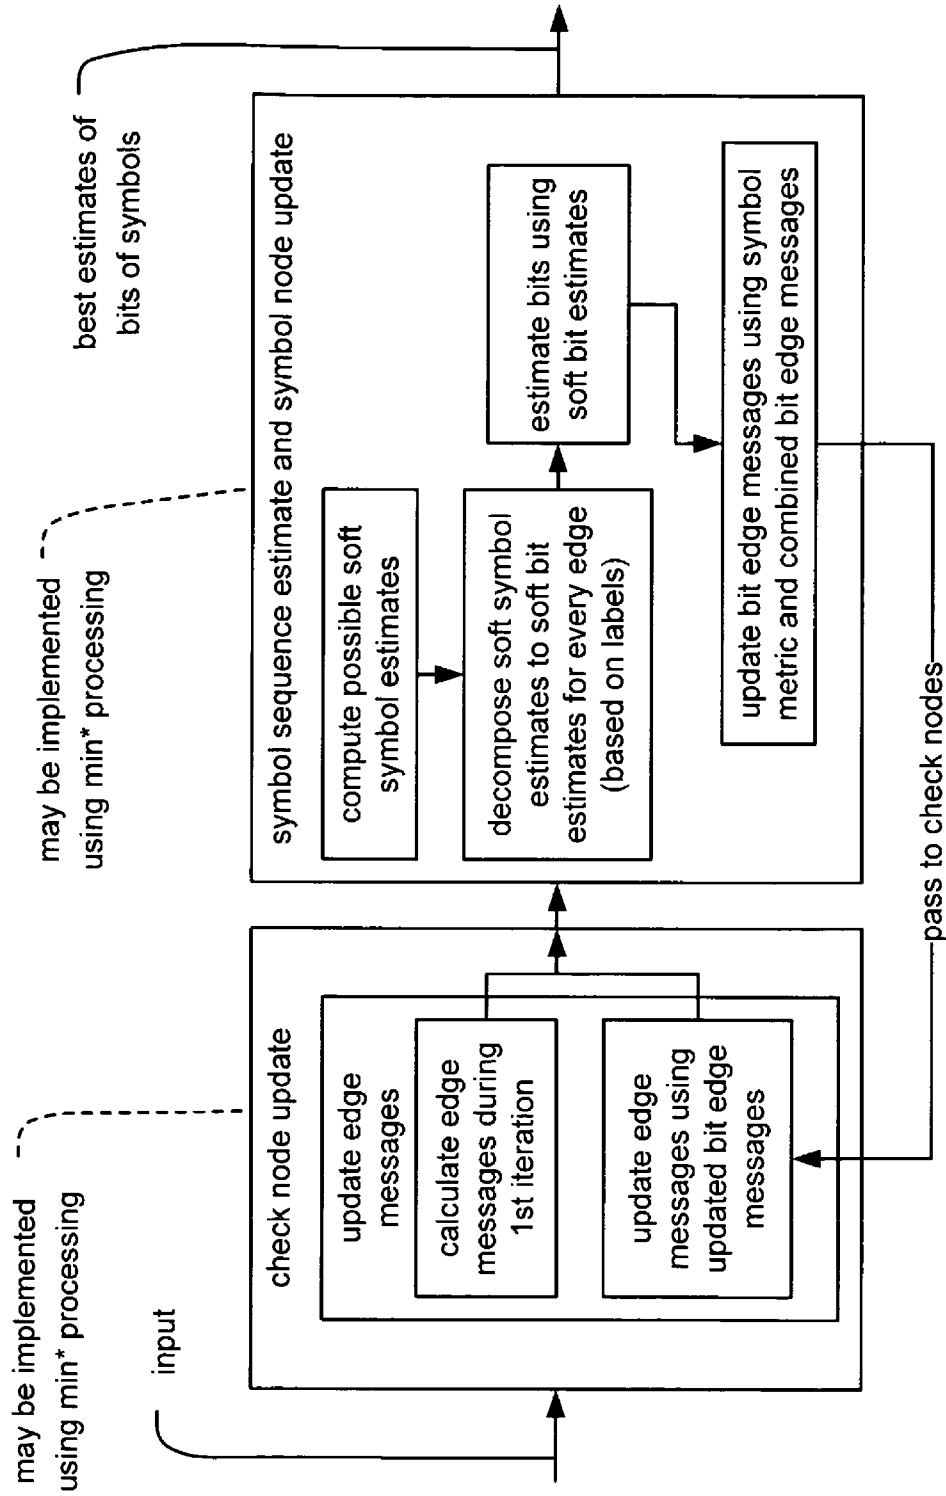 may be implemented
using min* processing
input
check node update
update edge
messages
calculate edge
messages during
1st iteration
update edge
messages using
updated bit edge
messages
may be implemented
using min* processing
symbol sequence estimate and symbol node update
compute possible soft
symbol estimates
decompose soft symbol
estimates to soft bit
estimates for every edge
(based on labels)
estimate bits using
soft bit estimates
update bit edge messages using symbol
metric and combined bit edge messages
pass to check nodes
best estimates of
bits of symbols